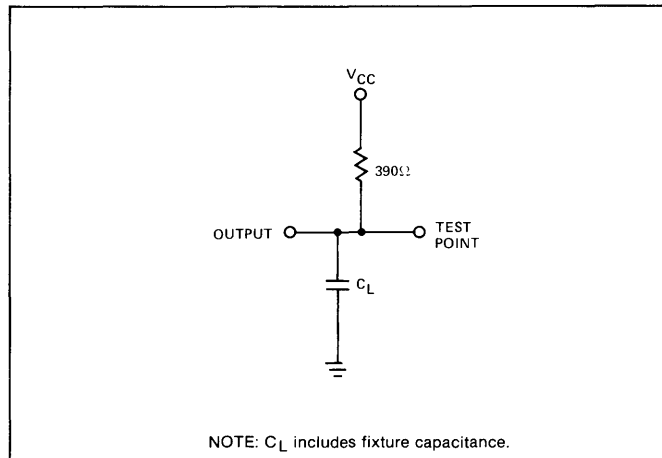 VCC
390Ω
OUTPUT
TEST
POINT
CL
NOTE: CL includes fixture capacitance.